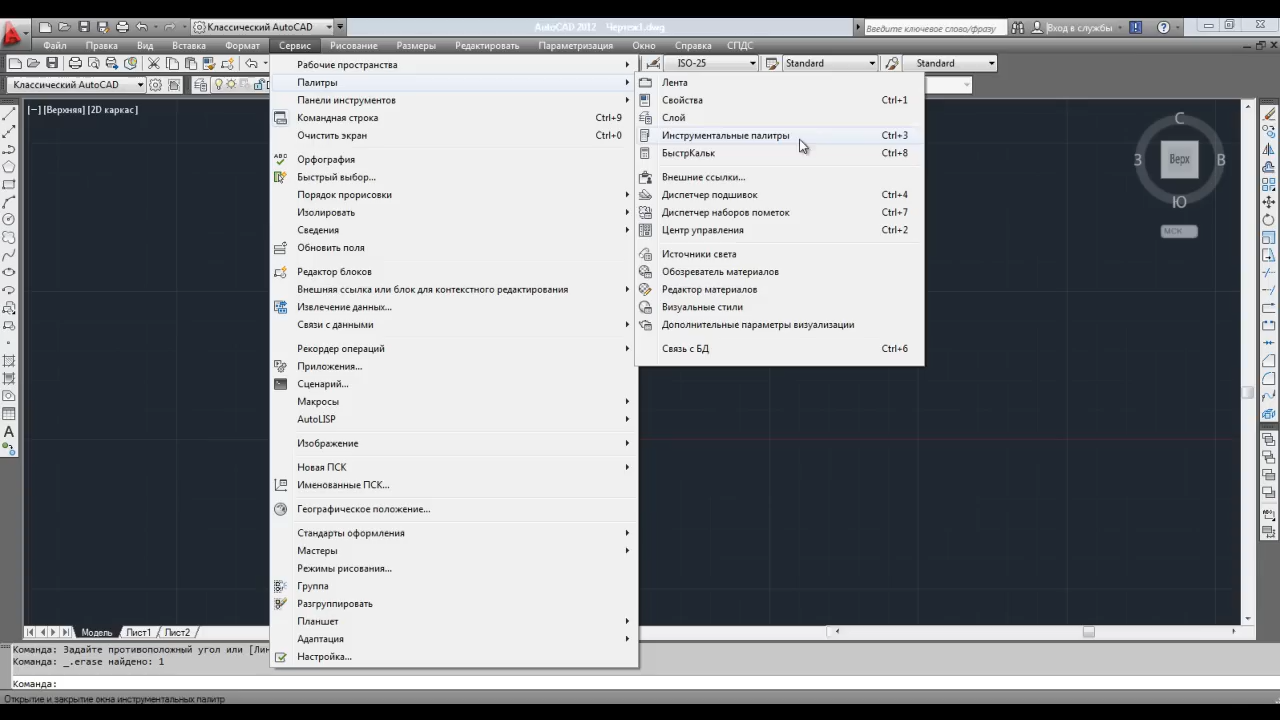 Классический AutoCAD
AutoCAD 2012 Чертеж1.dwg
Введите ключевое слово/фразу
Вход в службы
Файл Правка Вид Вставка Формат Сервис Рисование Размеры Редактировать Параметризация Окно Справка СПДС
ISO-25 Standard Standard
Классический AutoCAD
[−] [Верхняя] [2D каркас]
Рабочие пространства
Палитры
Панели инструментов
Командная строка Ctrl+9
Очистить экран Ctrl+0
Орфография
Быстрый выбор...
Порядок прорисовки
Изолировать
Сведения
Обновить поля
Редактор блоков
Внешняя ссылка или блок для контекстного редактирования
Извлечение данных...
Связи с данными
Рекордер операций
Приложения...
Сценарий...
Макросы
AutoLISP
Изображение
Новая ПСК
Именованные ПСК...
Географическое положение...
Стандарты оформления
Мастеры
Режимы рисования...
Группа
Разгруппировать
Планшет
Адаптация
Настройка...
Лента
Свойства Ctrl+1
Слой
Инструментальные палитры Ctrl+3
БыстрКальк Ctrl+8
Внешние ссылки...
Диспетчер подшивок Ctrl+4
Диспетчер наборов пометок Ctrl+7
Центр управления Ctrl+2
Источники света
Обозреватель материалов
Редактор материалов
Визуальные стили
Дополнительные параметры визуализации
Связь с БД Ctrl+6
С
З Верх В
Ю
МСК
Модель Лист1 Лист2
Команда: Задайте противоположный угол или [Лин
Команда: _.erase найдено: 1
Команда:
Открытие и закрытие окна инструментальных палитр